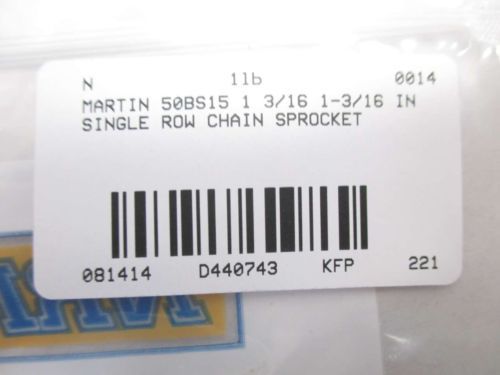 N 1lb 0014
MARTIN 50BS15 1 3/16 1-3/16 IN
SINGLE ROW CHAIN SPROCKET
081414 D440743 KFP 221